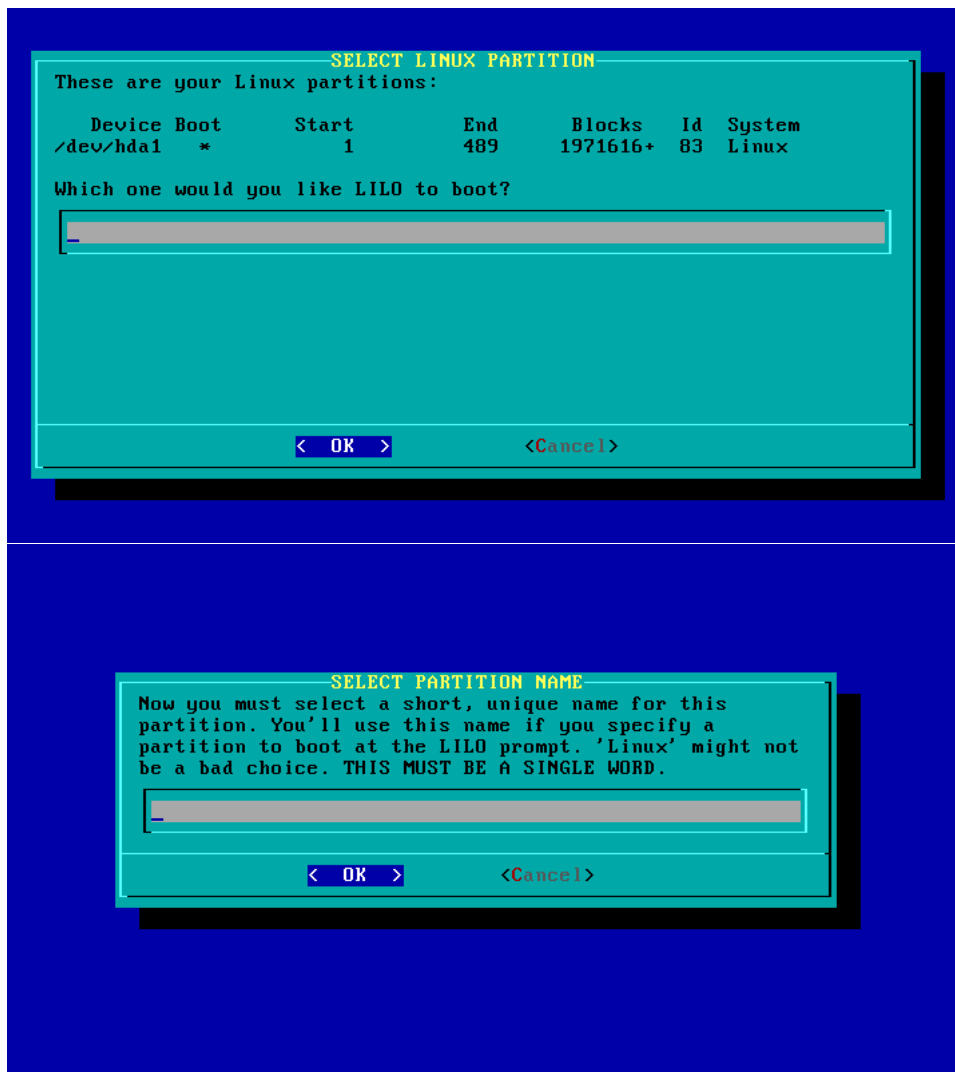 SELECT LINUX PARTITION
These are your Linux partitions:
Device Boot Start End Blocks Id System
/dev/hda1 * 1 489 1971616+ 83 Linux
Which one would you like LILO to boot?
< OK > <Cancel>
SELECT PARTITION NAME
Now you must select a short, unique name for this
partition. You'll use this name if you specify a
partition to boot at the LILO prompt. 'Linux' might not
be a bad choice. THIS MUST BE A SINGLE WORD.
< OK > <Cancel>